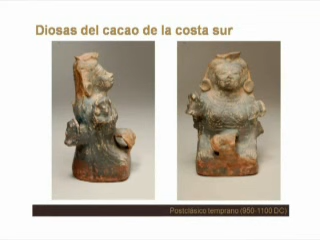 Diosas del cacao de la costa sur
Postclásico temprano (950-1100 DC)